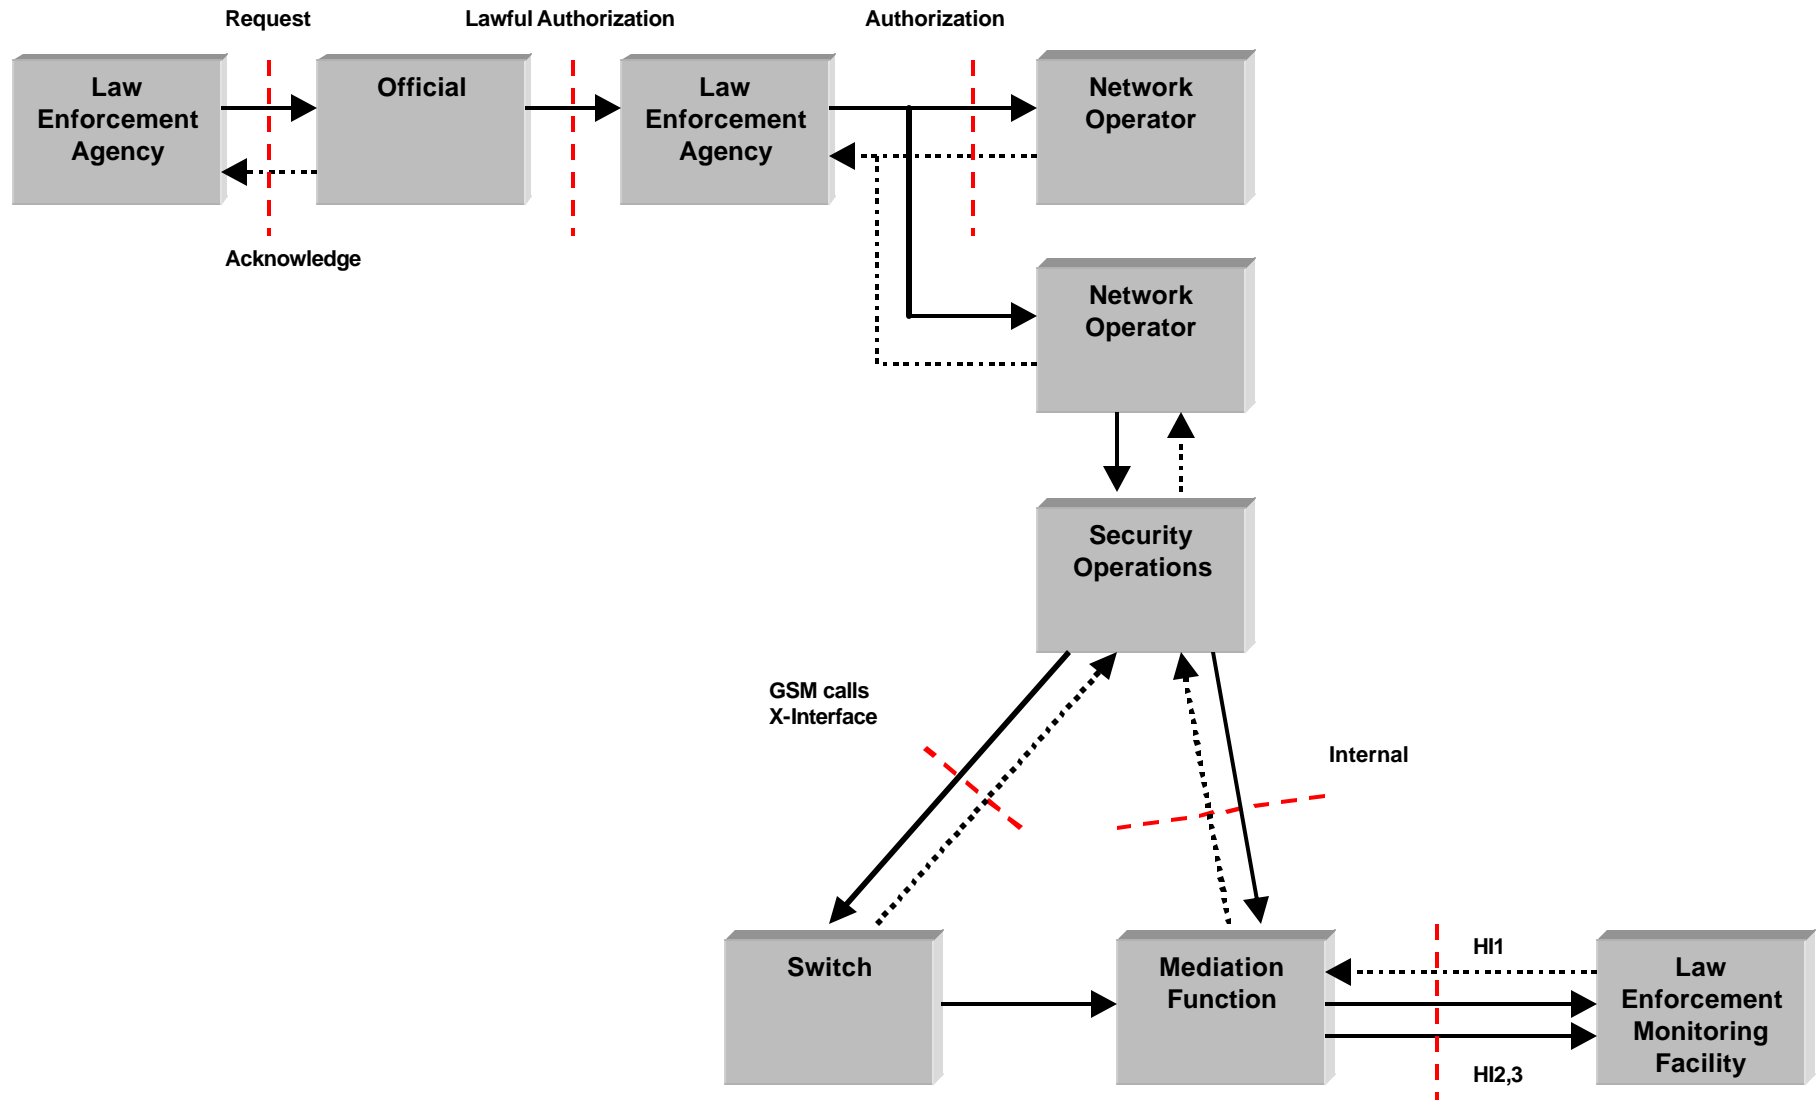 Request
Lawful Authorization
Authorization
Law
Enforcement
Agency
Official
Law
Enforcement
Agency
Network
Operator
Acknowledge
Network
Operator
Security
Operations
GSM calls
X-Interface
Internal
Switch
Mediation
Function
HI1
HI2,3
Law
Enforcement
Monitoring
Facility